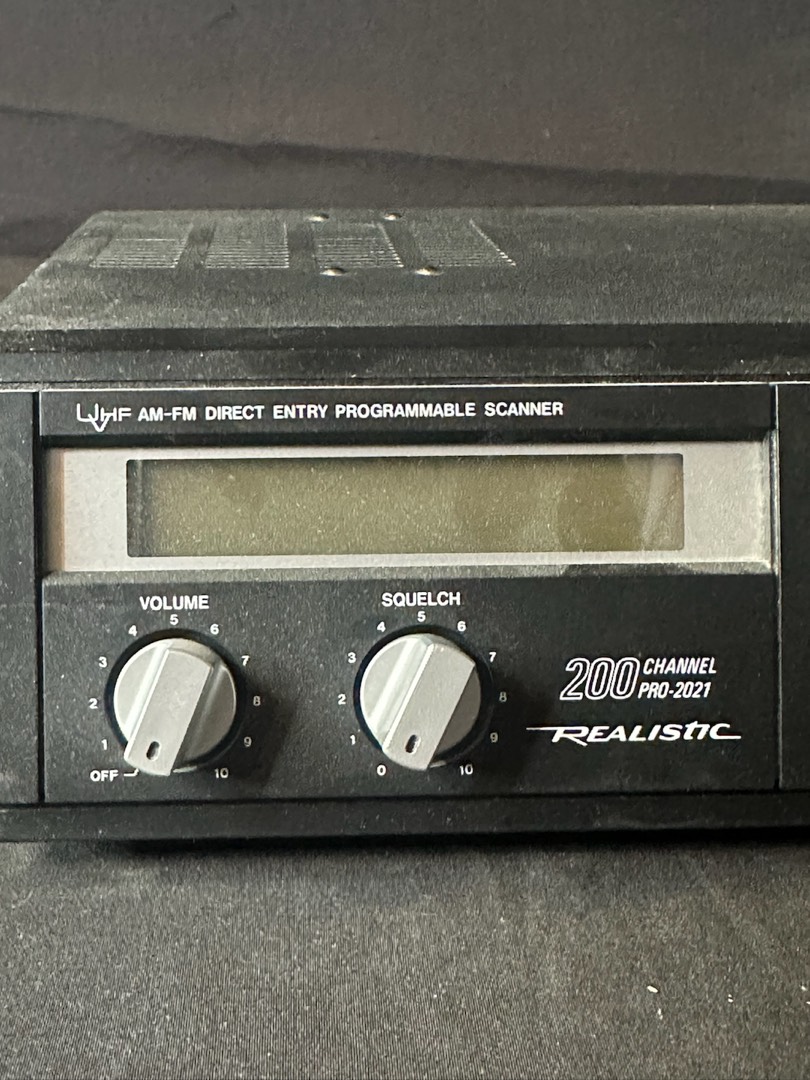 UVHF AM-FM DIRECT ENTRY PROGRAMMABLE SCANNER
VOLUME
SQUELCH
OFF 1 2 3 4 5 6 7 8 9 10
0 1 2 3 4 5 6 7 8 9 10
200 CHANNEL
PRO-2021
REALISTIC